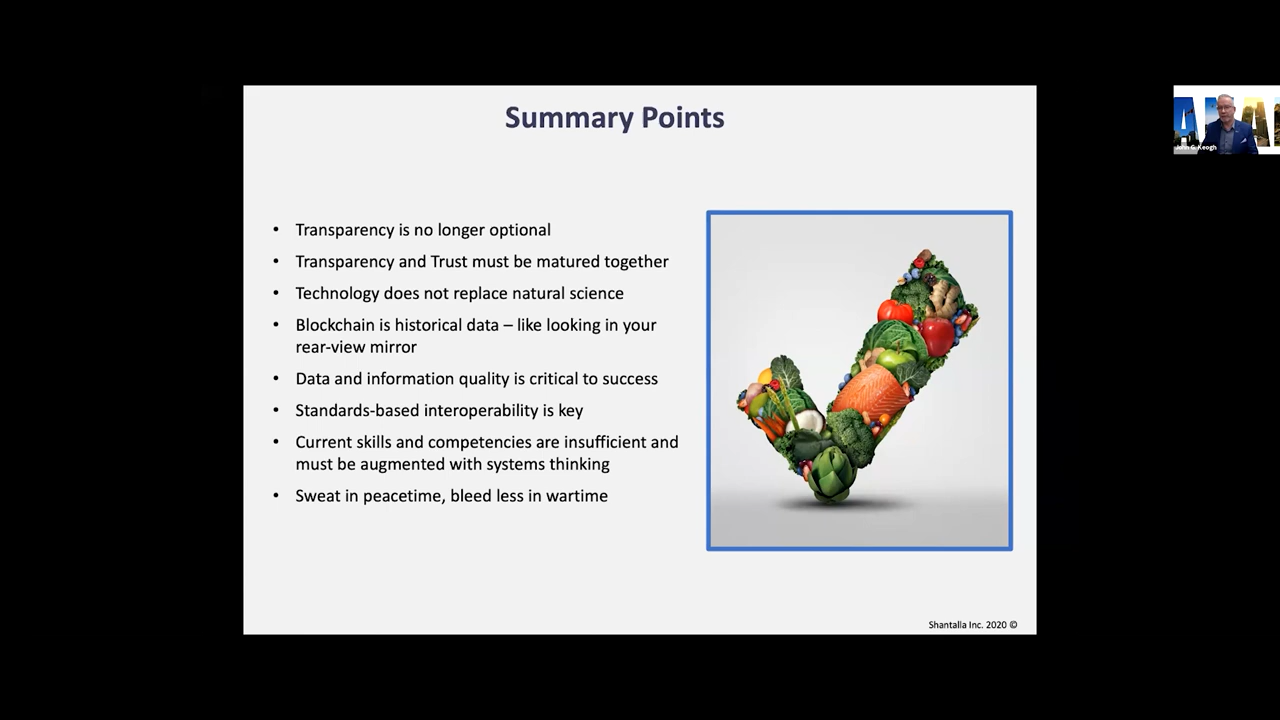 Summary Points
• Transparency is no longer optional
• Transparency and Trust must be matured together
• Technology does not replace natural science
• Blockchain is historical data – like looking in your
rear-view mirror
• Data and information quality is critical to success
• Standards-based interoperability is key
• Current skills and competencies are insufficient and
must be augmented with systems thinking
• Sweat in peacetime, bleed less in wartime
Shantalla Inc. 2020 ©
John G. Keogh